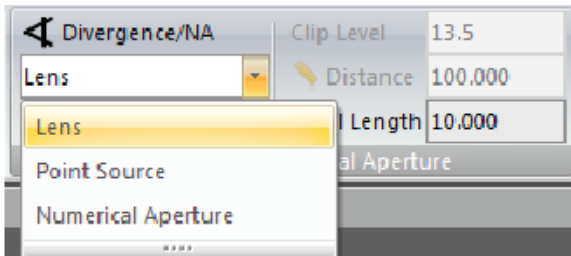 Divergence/NA Clip Level 13.5
Lens Distance 100.000
Lens l Length 10.000
Point Source al Aperture
Numerical Aperture